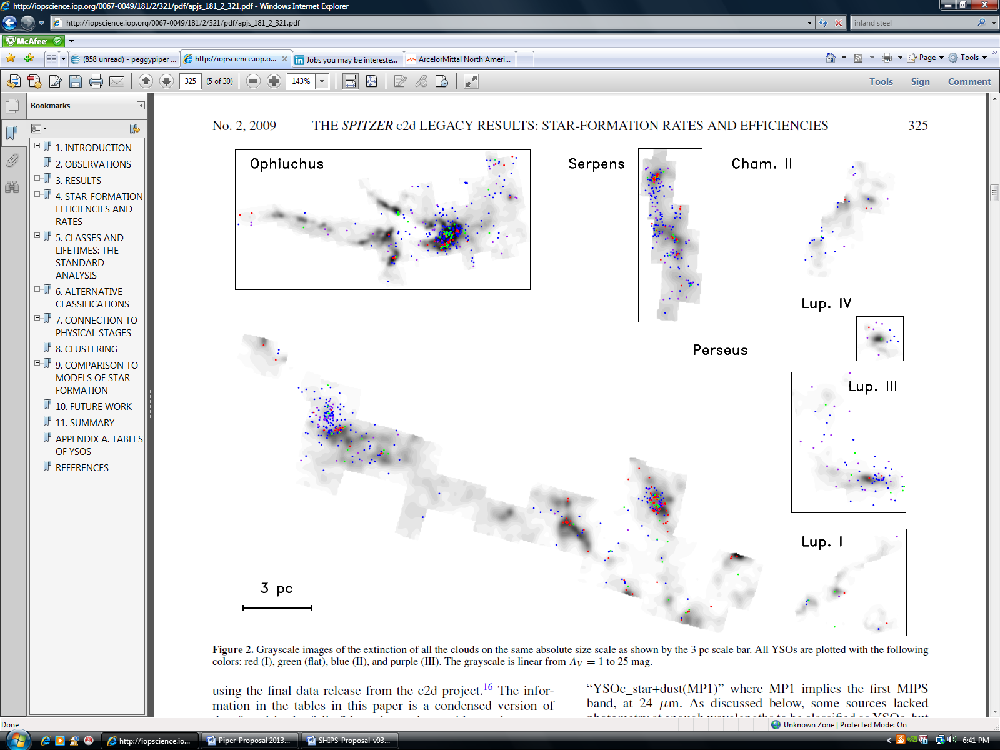 http://iopscience.iop.org/0067-0049/181/2/321/pdf/apjs_181_2_321.pdf - Windows Internet Explorer
http://iopscience.iop.org/0067-0049/181/2/321/pdf/apjs_181_2_321.pdf
inland steel
McAfee
(858 unread) - peggypiper ...
http://iopscience.iop.o...
Jobs you may be intereste...
ArcelorMittal North Ameri...
Page
Tools
325 (5 of 30)
143%
Tools
Sign
Comment
Bookmarks
1. INTRODUCTION
2. OBSERVATIONS
3. RESULTS
4. STAR-FORMATION
EFFICIENCIES AND
RATES
5. CLASSES AND
LIFETIMES: THE
STANDARD
ANALYSIS
6. ALTERNATIVE
CLASSIFICATIONS
7. CONNECTION TO
PHYSICAL STAGES
8. CLUSTERING
9. COMPARISON TO
MODELS OF STAR
FORMATION
10. FUTURE WORK
11. SUMMARY
APPENDIX A. TABLES
OF YSOS
REFERENCES
No. 2, 2009 THE SPITZER c2d LEGACY RESULTS: STAR-FORMATION RATES AND EFFICIENCIES 325
Ophiuchus
Serpens
Cham. II
Lup. IV
Perseus
Lup. III
Lup. I
3 pc
Figure 2. Grayscale images of the extinction of all the clouds on the same absolute size scale as shown by the 3 pc scale bar. All YSOs are plotted with the following
colors: red (I), green (flat), blue (II), and purple (III). The grayscale is linear from A_V = 1 to 25 mag.
using the final data release from the c2d project.16 The infor-
mation in the tables in this paper is a condensed version of
"YSOc_star+dust(MP1)" where MP1 implies the first MIPS
band, at 24 μm. As discussed below, some sources lacked
Done
Unknown Zone | Protected Mode: On
http://iopscience.io...
Piper_Proposal 2013...
SHIPS_Proposal_v03...
6:41 PM